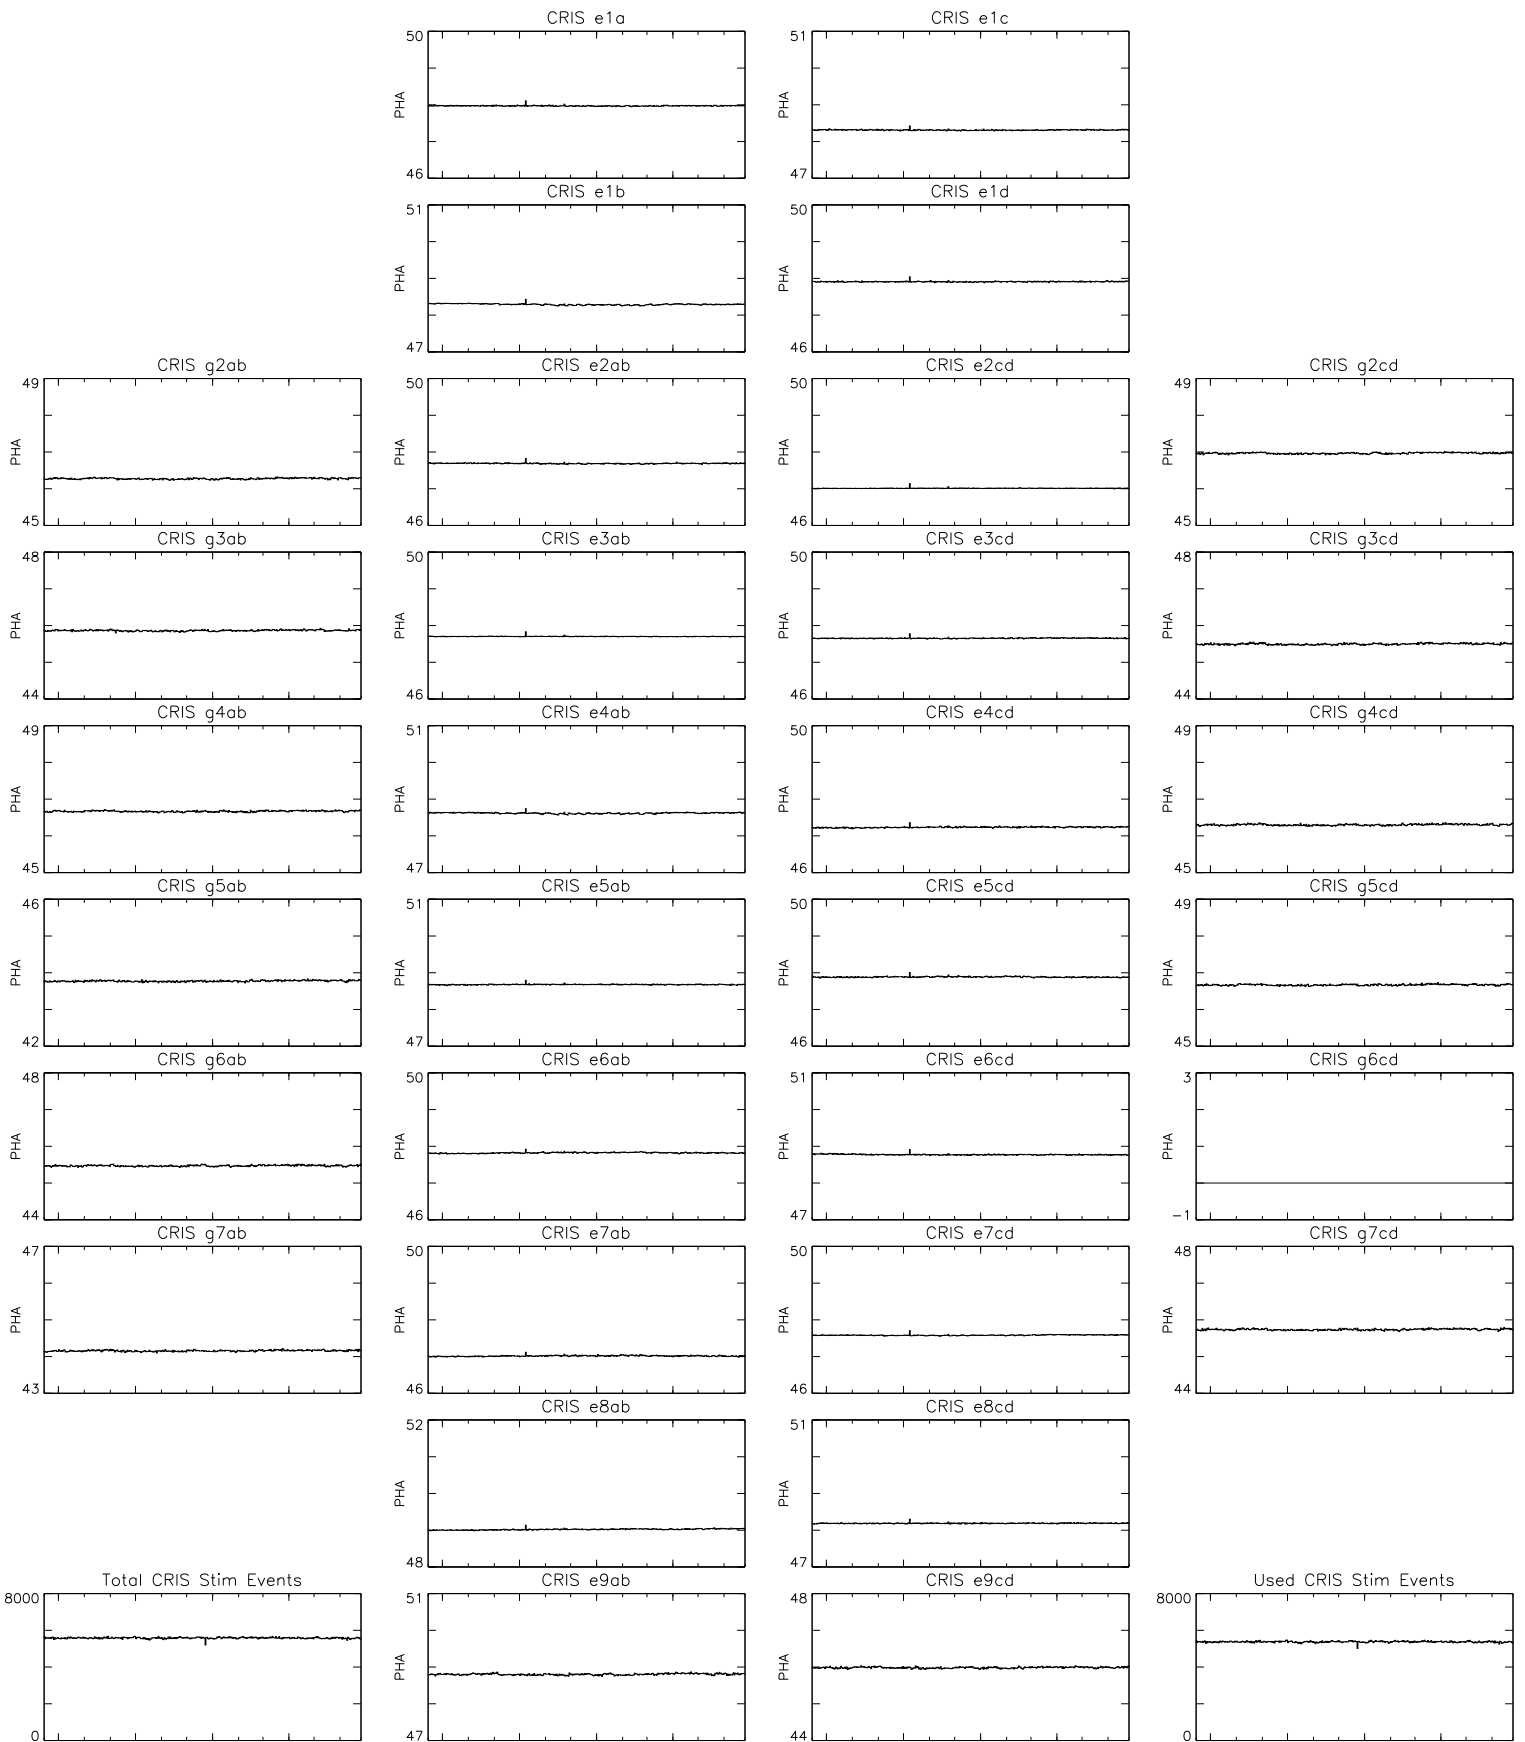 CRIS e1a
CRIS e1c
50
PHA
46
51
PHA
47
CRIS e1b
CRIS e1d
51
PHA
47
50
PHA
46
CRIS g2ab
CRIS e2ab
CRIS e2cd
CRIS g2cd
49
PHA
45
50
PHA
46
50
PHA
46
49
PHA
45
CRIS g3ab
CRIS e3ab
CRIS e3cd
CRIS g3cd
48
PHA
44
50
PHA
46
50
PHA
46
48
PHA
44
CRIS g4ab
CRIS e4ab
CRIS e4cd
CRIS g4cd
49
PHA
45
51
PHA
47
50
PHA
46
49
PHA
45
CRIS g5ab
CRIS e5ab
CRIS e5cd
CRIS g5cd
46
PHA
42
51
PHA
47
50
PHA
46
49
PHA
45
CRIS g6ab
CRIS e6ab
CRIS e6cd
CRIS g6cd
48
PHA
44
50
PHA
46
51
PHA
47
3
PHA
-1
CRIS g7ab
CRIS e7ab
CRIS e7cd
CRIS g7cd
47
PHA
43
50
PHA
46
50
PHA
46
48
PHA
44
CRIS e8ab
CRIS e8cd
52
PHA
48
51
PHA
47
Total CRIS Stim Events
CRIS e9ab
CRIS e9cd
Used CRIS Stim Events
8000
0
51
PHA
47
48
PHA
44
8000
0